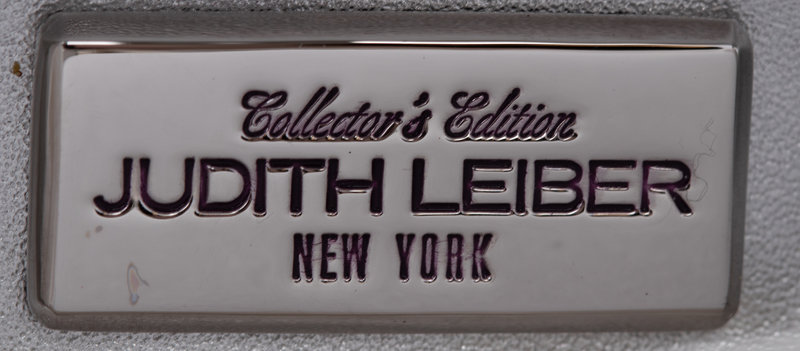 Collector's Edition
JUDITH LEIBER
NEW YORK